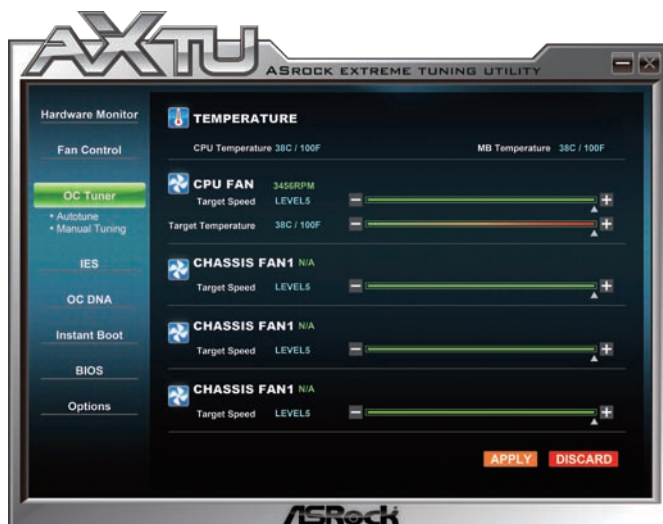 AXTU
ASROCK EXTREME TUNING UTILITY
Hardware Monitor
Fan Control
OC Tuner
• Autotune
• Manual Tuning
IES
OC DNA
Instant Boot
BIOS
Options
TEMPERATURE
CPU Temperature 38C / 100F
MB Temperature 38C / 100F
CPU FAN 3456RPM
Target Speed LEVEL5
Target Temperature 38C / 100F
CHASSIS FAN1 N/A
Target Speed LEVEL5
CHASSIS FAN1 N/A
Target Speed LEVEL5
CHASSIS FAN1 N/A
Target Speed LEVEL5
APPLY DISCARD
ASRock